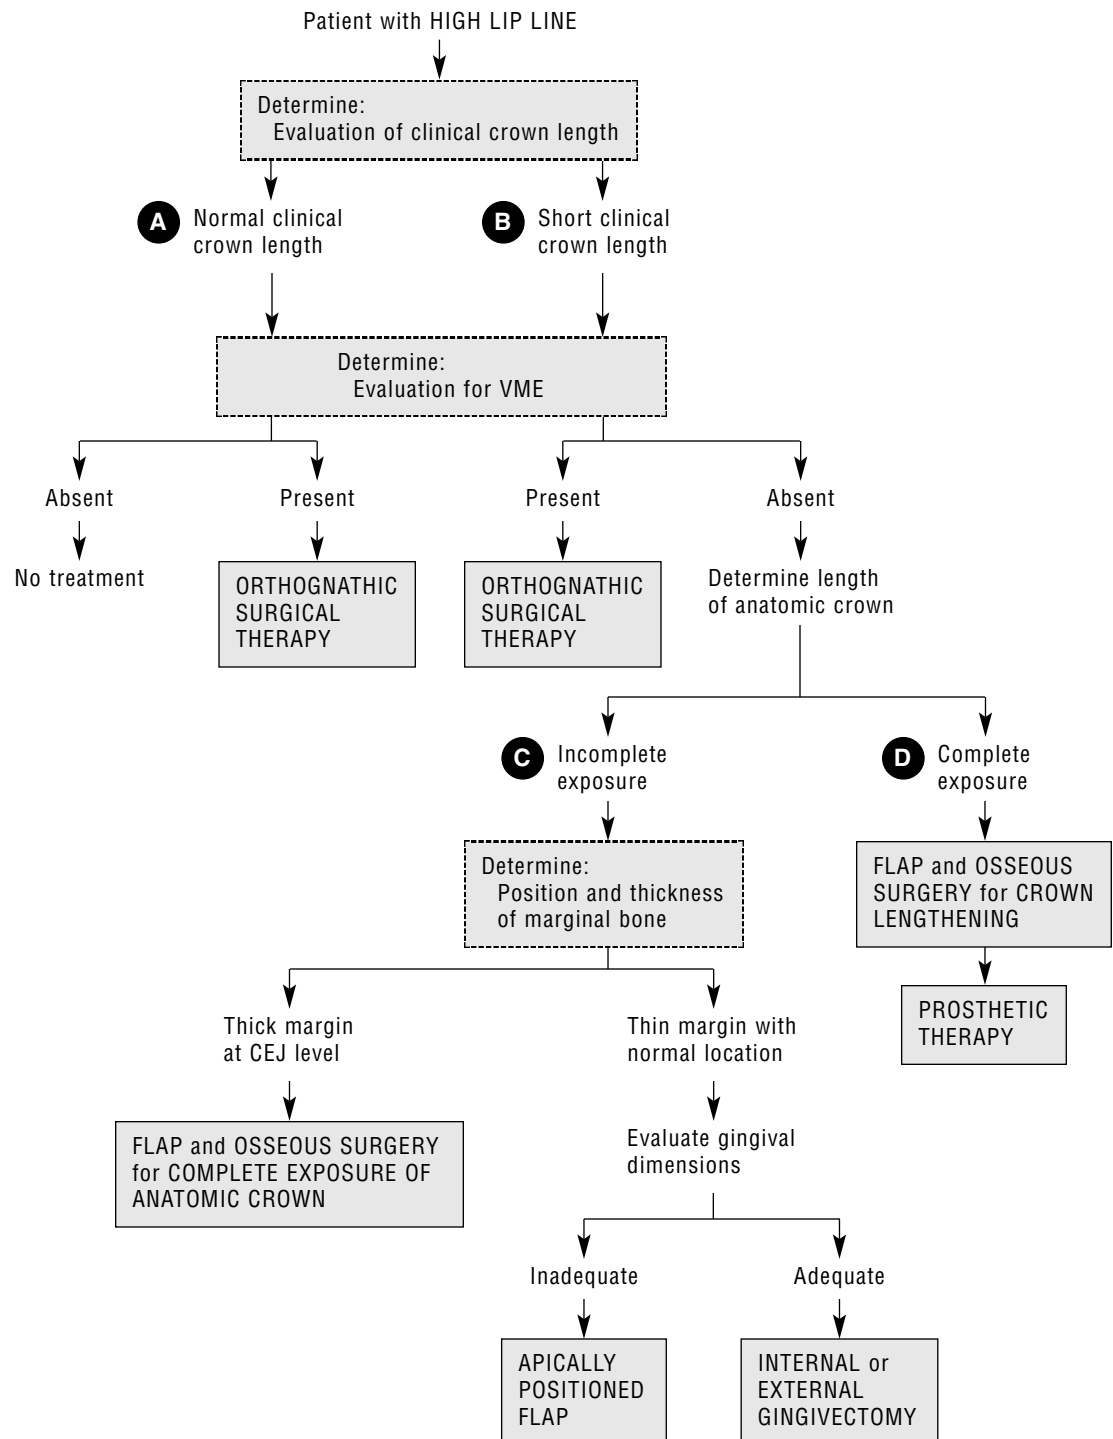 Patient with HIGH LIP LINE
Determine:
Evaluation of clinical crown length
A Normal clinical
crown length
B Short clinical
crown length
Determine:
Evaluation for VME
Absent
Present
Present
Absent
No treatment
ORTHOGNATHIC
SURGICAL
THERAPY
ORTHOGNATHIC
SURGICAL
THERAPY
Determine length
of anatomic crown
C Incomplete
exposure
D Complete
exposure
Determine:
Position and thickness
of marginal bone
FLAP and OSSEOUS
SURGERY for CROWN
LENGTHENING
PROSTHETIC
THERAPY
Thick margin
at CEJ level
Thin margin with
normal location
FLAP and OSSEOUS SURGERY
for COMPLETE EXPOSURE OF
ANATOMIC CROWN
Evaluate gingival
dimensions
Inadequate
Adequate
APICALLY
POSITIONED
FLAP
INTERNAL or
EXTERNAL
GINGIVECTOMY